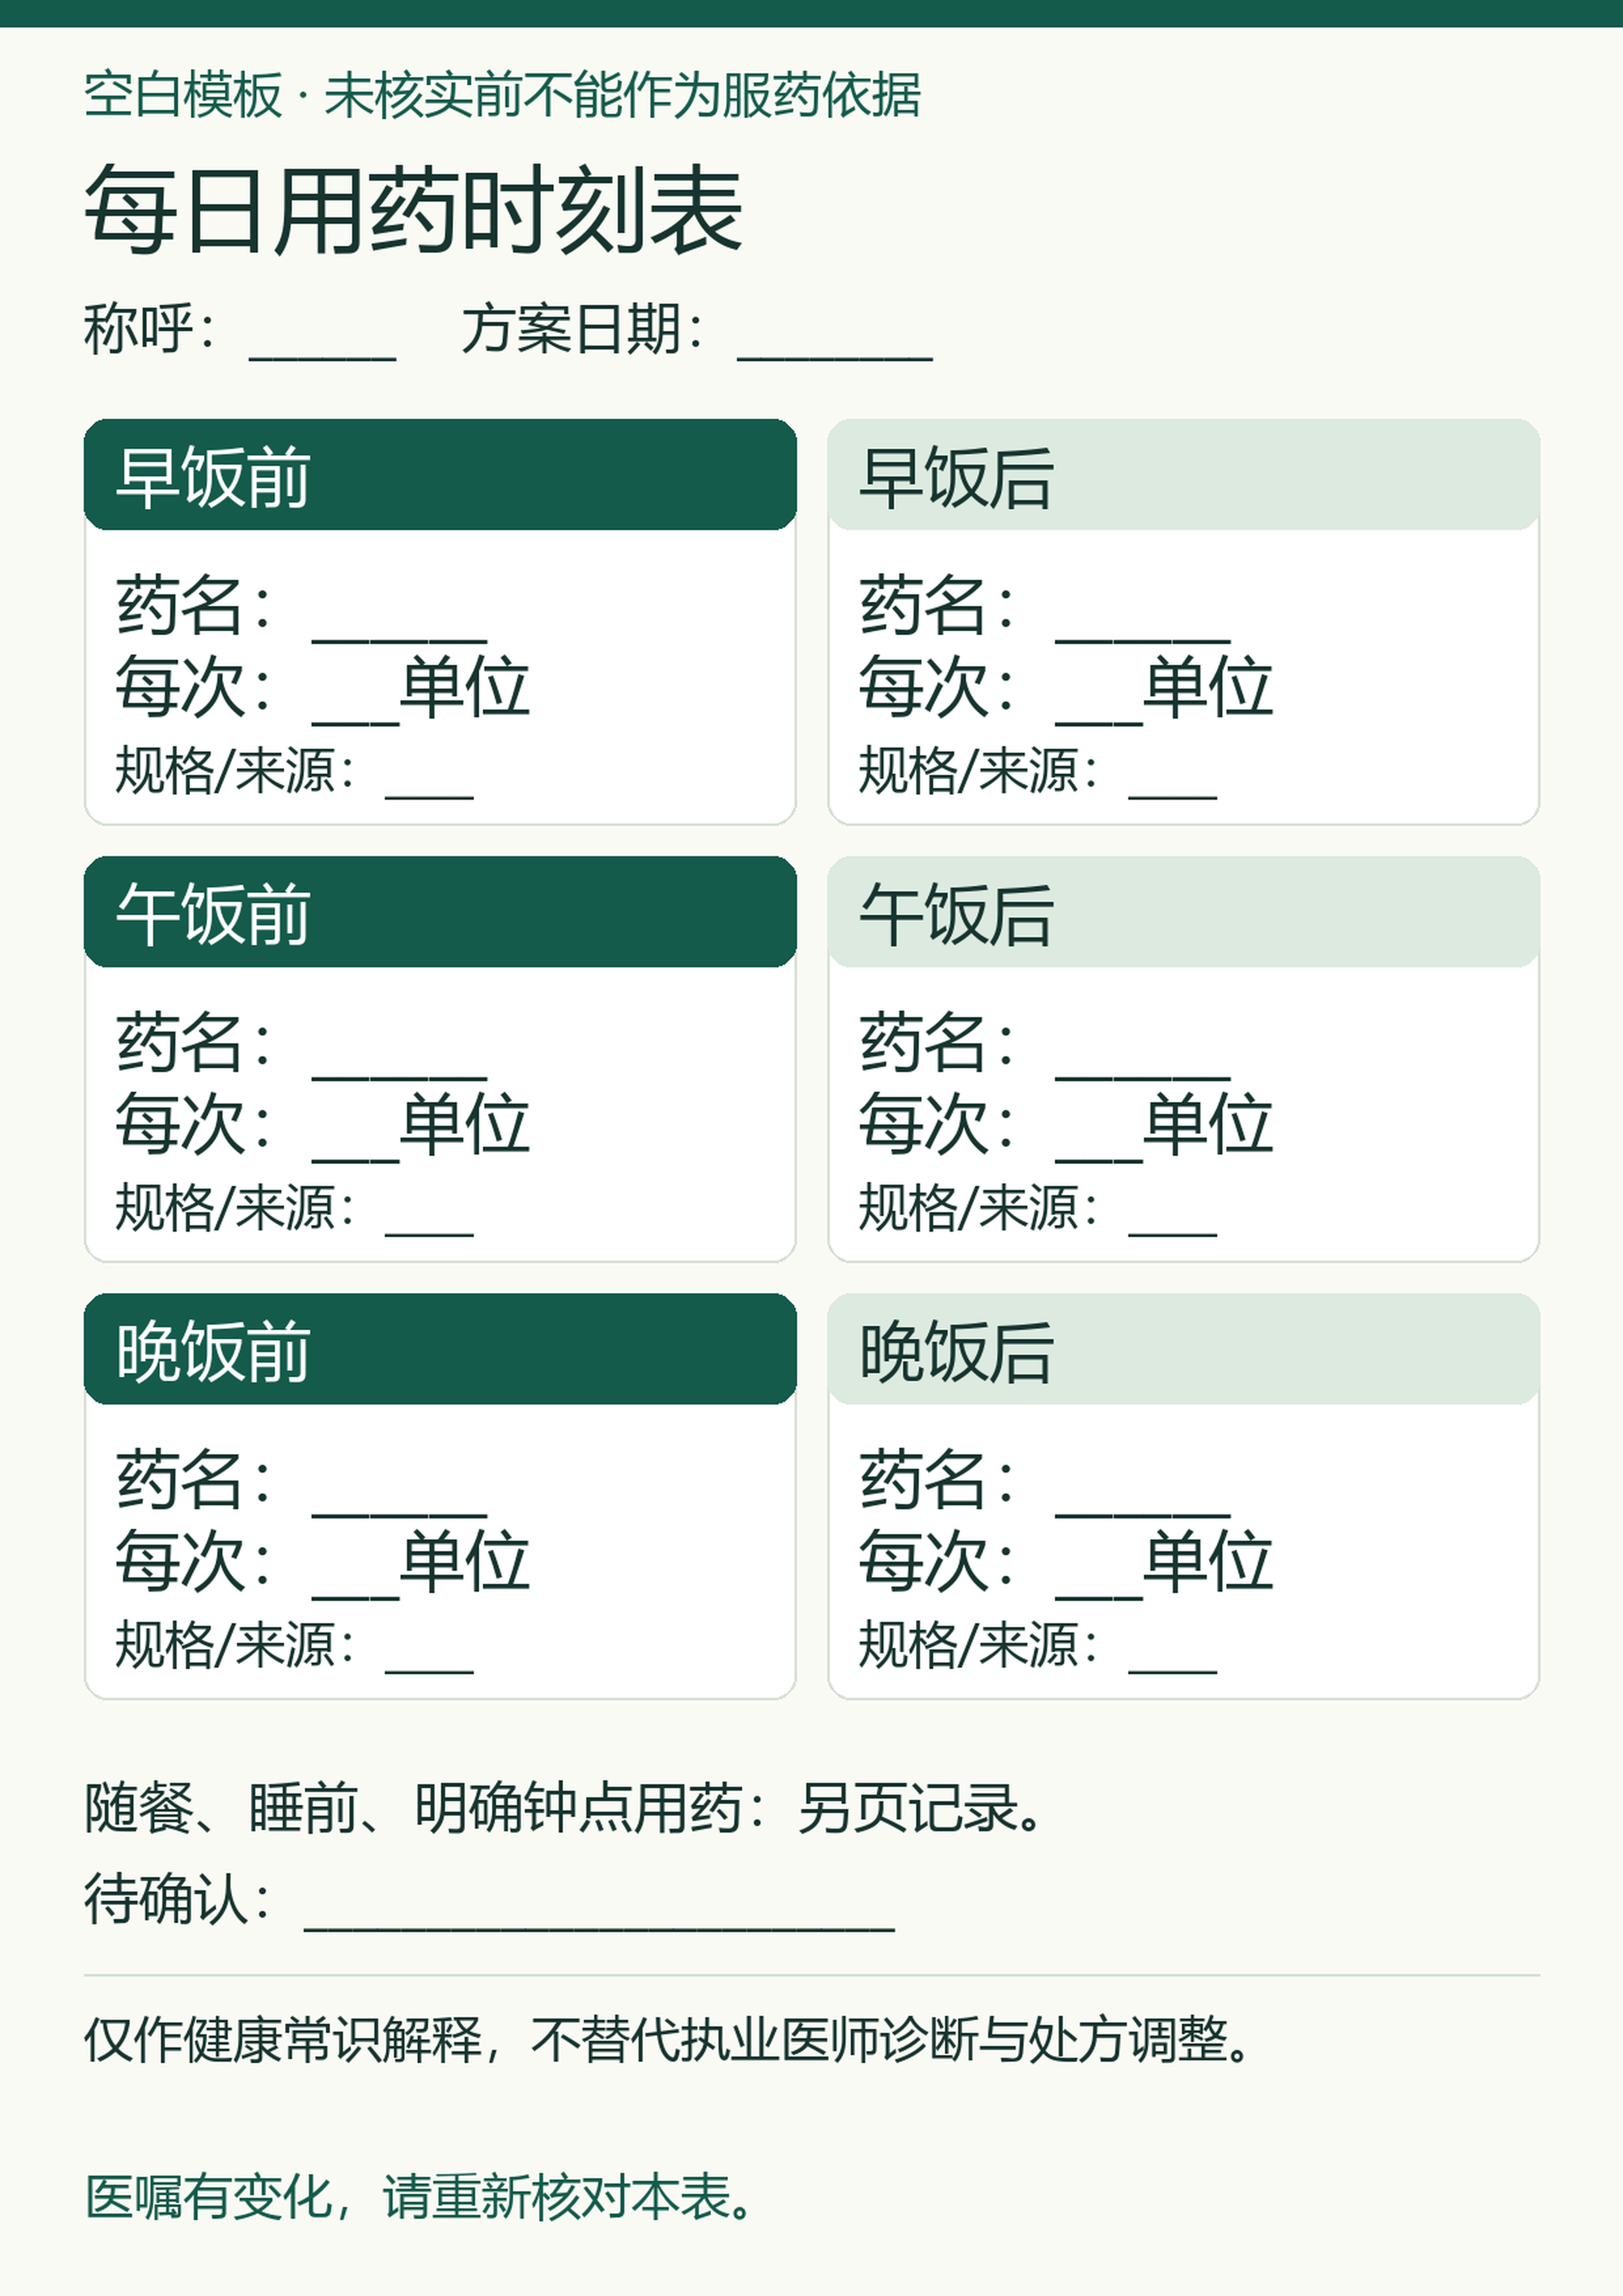 空白模板 · 未核实前不能作为服药依据
每日用药时刻表
称呼：______ 方案日期：________
早饭前
药名：______
每次：___单位
规格/来源：____
早饭后
药名：______
每次：___单位
规格/来源：____
午饭前
药名：______
每次：___单位
规格/来源：____
午饭后
药名：______
每次：___单位
规格/来源：____
晚饭前
药名：______
每次：___单位
规格/来源：____
晚饭后
药名：______
每次：___单位
规格/来源：____
随餐、睡前、明确钟点用药：另页记录。
待确认：________________________
仅作健康常识解释，不替代执业医师诊断与处方调整。
医嘱有变化，请重新核对本表。